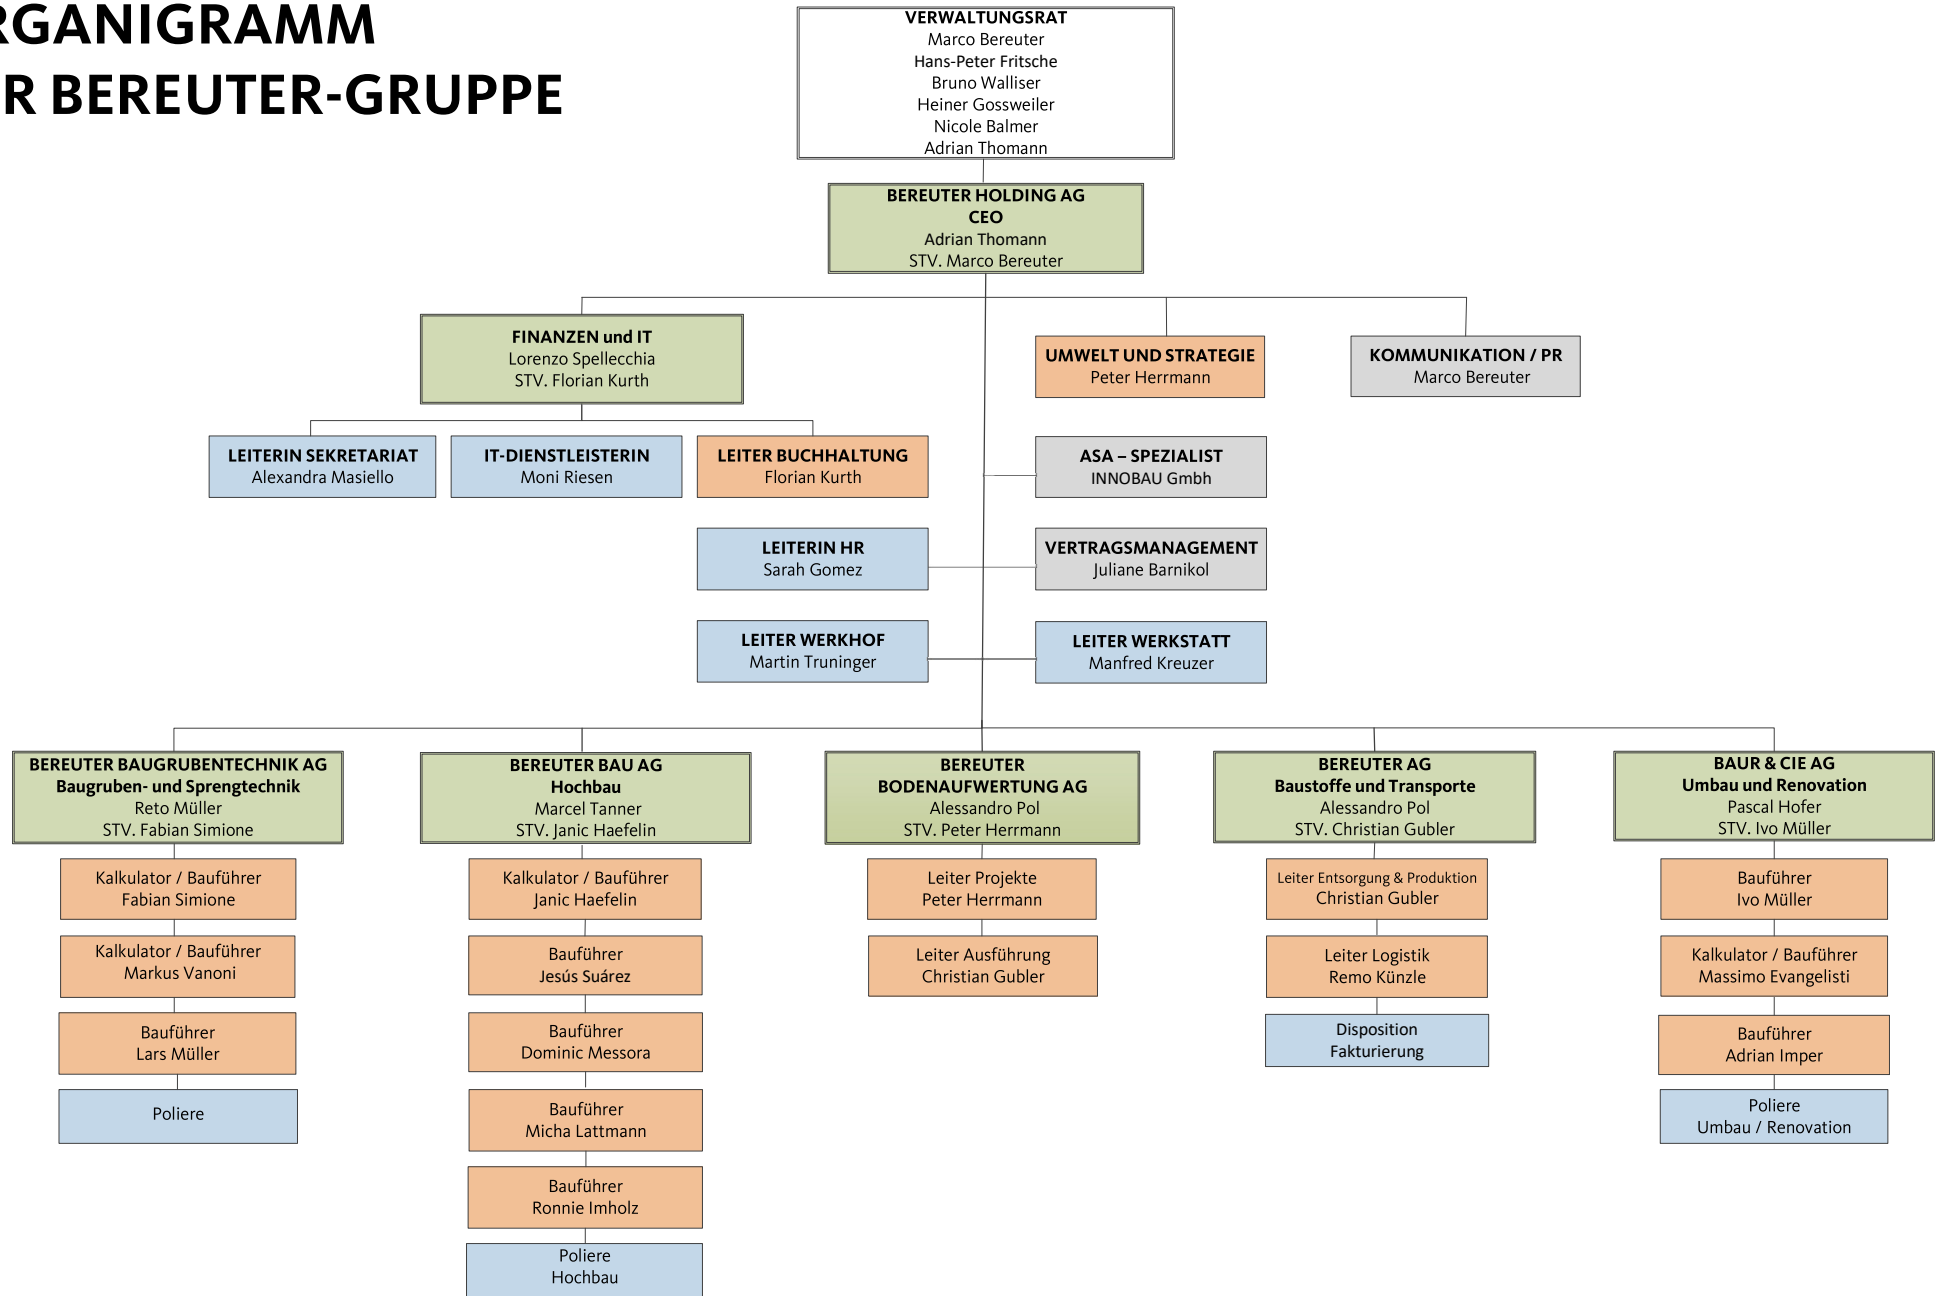 RGANIGRAMM
R BEREUTER-GRUPPE
VERWALTUNGSRAT
Marco Bereuter
Hans-Peter Fritsche
Bruno Walliser
Heiner Gossweiler
Nicole Balmer
Adrian Thomann
BEREUTER HOLDING AG
CEO
Adrian Thomann
STV. Marco Bereuter
FINANZEN und IT
Lorenzo Spellecchia
STV. Florian Kurth
UMWELT UND STRATEGIE
Peter Herrmann
KOMMUNIKATION / PR
Marco Bereuter
LEITERIN SEKRETARIAT
Alexandra Masiello
IT-DIENSTLEISTERIN
Moni Riesen
LEITER BUCHHALTUNG
Florian Kurth
ASA – SPEZIALIST
INNOBAU Gmbh
LEITERIN HR
Sarah Gomez
VERTRAGSMANAGEMENT
Juliane Barnikol
LEITER WERKHOF
Martin Truninger
LEITER WERKSTATT
Manfred Kreuzer
BEREUTER BAUGRUBENTECHNIK AG
Baugruben- und Sprengtechnik
Reto Müller
STV. Fabian Simione
Kalkulator / Bauführer
Fabian Simione
Kalkulator / Bauführer
Markus Vanoni
Bauführer
Lars Müller
Poliere
BEREUTER BAU AG
Hochbau
Marcel Tanner
STV. Janic Haefelin
Kalkulator / Bauführer
Janic Haefelin
Bauführer
Jesús Suárez
Bauführer
Dominic Messora
Bauführer
Micha Lattmann
Bauführer
Ronnie Imholz
Poliere
Hochbau
BEREUTER
BODENAUFWERTUNG AG
Alessandro Pol
STV. Peter Herrmann
Leiter Projekte
Peter Herrmann
Leiter Ausführung
Christian Gubler
BEREUTER AG
Baustoffe und Transporte
Alessandro Pol
STV. Christian Gubler
Leiter Entsorgung & Produktion
Christian Gubler
Leiter Logistik
Remo Künzle
Disposition
Fakturierung
BAUR & CIE AG
Umbau und Renovation
Pascal Hofer
STV. Ivo Müller
Bauführer
Ivo Müller
Kalkulator / Bauführer
Massimo Evangelisti
Bauführer
Adrian Imper
Poliere
Umbau / Renovation